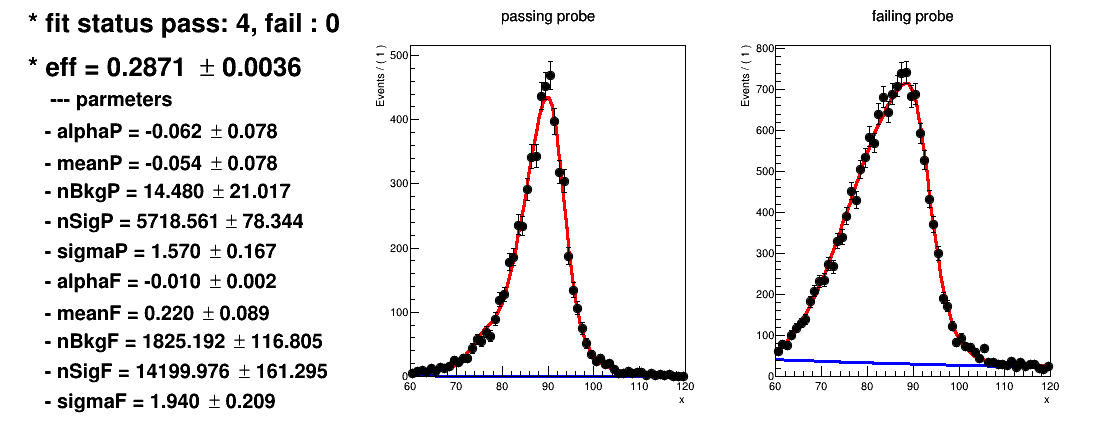 * fit status pass: 4, fail : 0
* eff = 0.2871 ± 0.0036
--- parmeters
- alphaP = -0.062 ± 0.078
- meanP = -0.054 ± 0.078
- nBkgP = 14.480 ± 21.017
- nSigP = 5718.561 ± 78.344
- sigmaP = 1.570 ± 0.167
- alphaF = -0.010 ± 0.002
- meanF = 0.220 ± 0.089
- nBkgF = 1825.192 ± 116.805
- nSigF = 14199.976 ± 161.295
- sigmaF = 1.940 ± 0.209
passing probe
Events / ( 1 )
500
400
300
200
100
0
60 70 80 90 100 110 120
x
failing probe
Events / ( 1 )
800
700
600
500
400
300
200
100
0
60 70 80 90 100 110 120
x